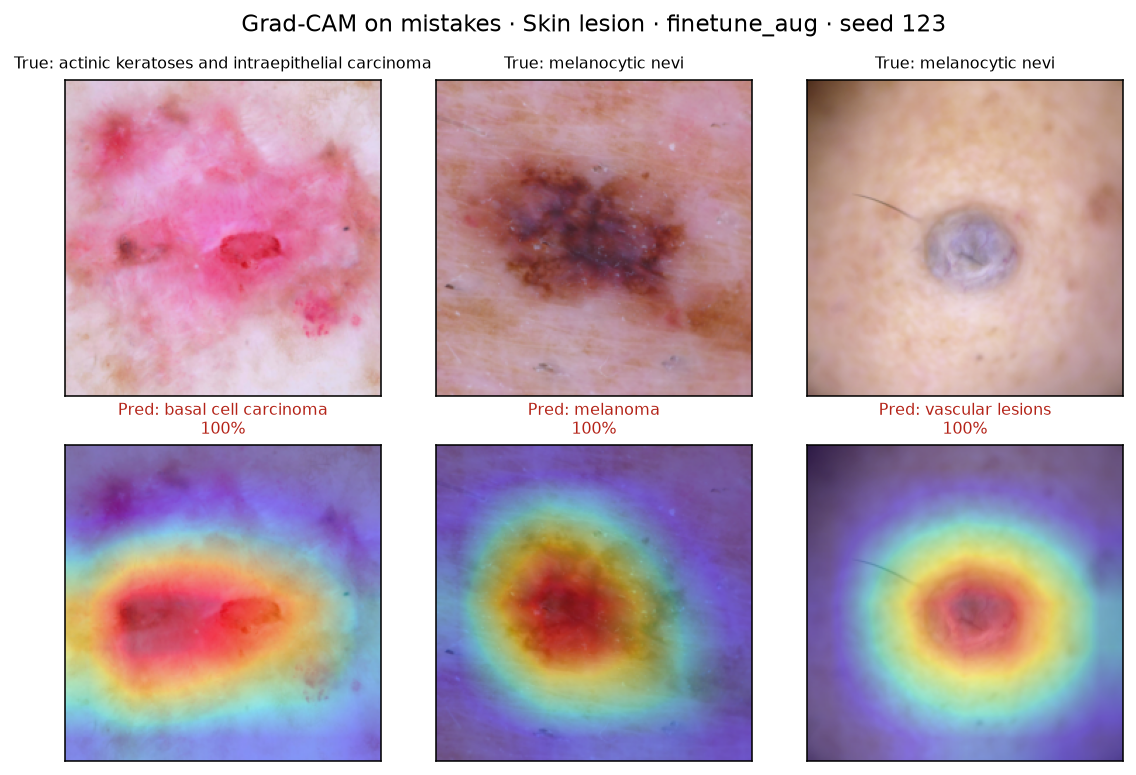 Grad-CAM on mistakes · Skin lesion · finetune_aug · seed 123
True: actinic keratoses and intraepithelial carcinoma
True: melanocytic nevi
True: melanocytic nevi
Pred: basal cell carcinoma
100%
Pred: melanoma
100%
Pred: vascular lesions
100%